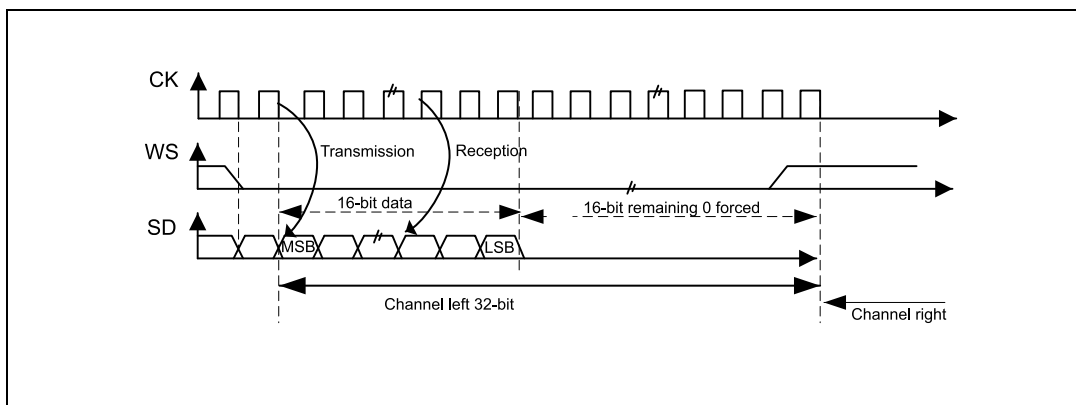 CK
Transmission
Reception
WS
16-bit data
16-bit remaining 0 forced
SD
MSB
LSB
Channel left 32-bit
Channel right